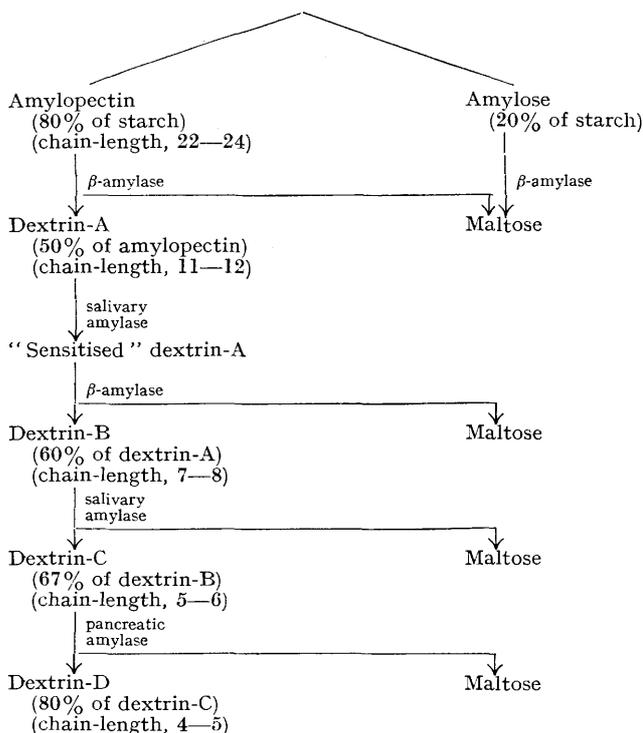 Amylopectin
(80% of starch)
(chain-length, 22—24)
Amylose
(20% of starch)
β-amylase
β-amylase
Dextrin-A
(50% of amylopectin)
(chain-length, 11—12)
Maltose
salivary
amylase
“ Sensitised ” dextrin-A
β-amylase
Dextrin-B
(60% of dextrin-A)
(chain-length, 7—8)
Maltose
salivary
amylase
Dextrin-C
(67% of dextrin-B)
(chain-length, 5—6)
Maltose
pancreatic
amylase
Dextrin-D
(80% of dextrin-C)
(chain-length, 4—5)
Maltose